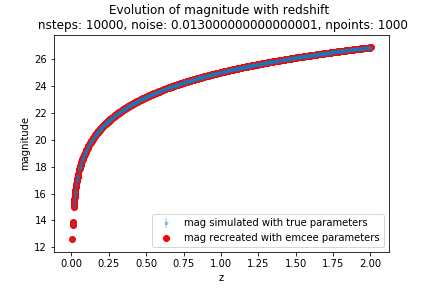 Evolution of magnitude with redshift
nsteps: 10000, noise: 0.013000000000000001, npoints: 1000
26
24
22
20
18
16
14
12
magnitude
mag simulated with true parameters
mag recreated with emcee parameters
0.00 0.25 0.50 0.75 1.00 1.25 1.50 1.75 2.00
z